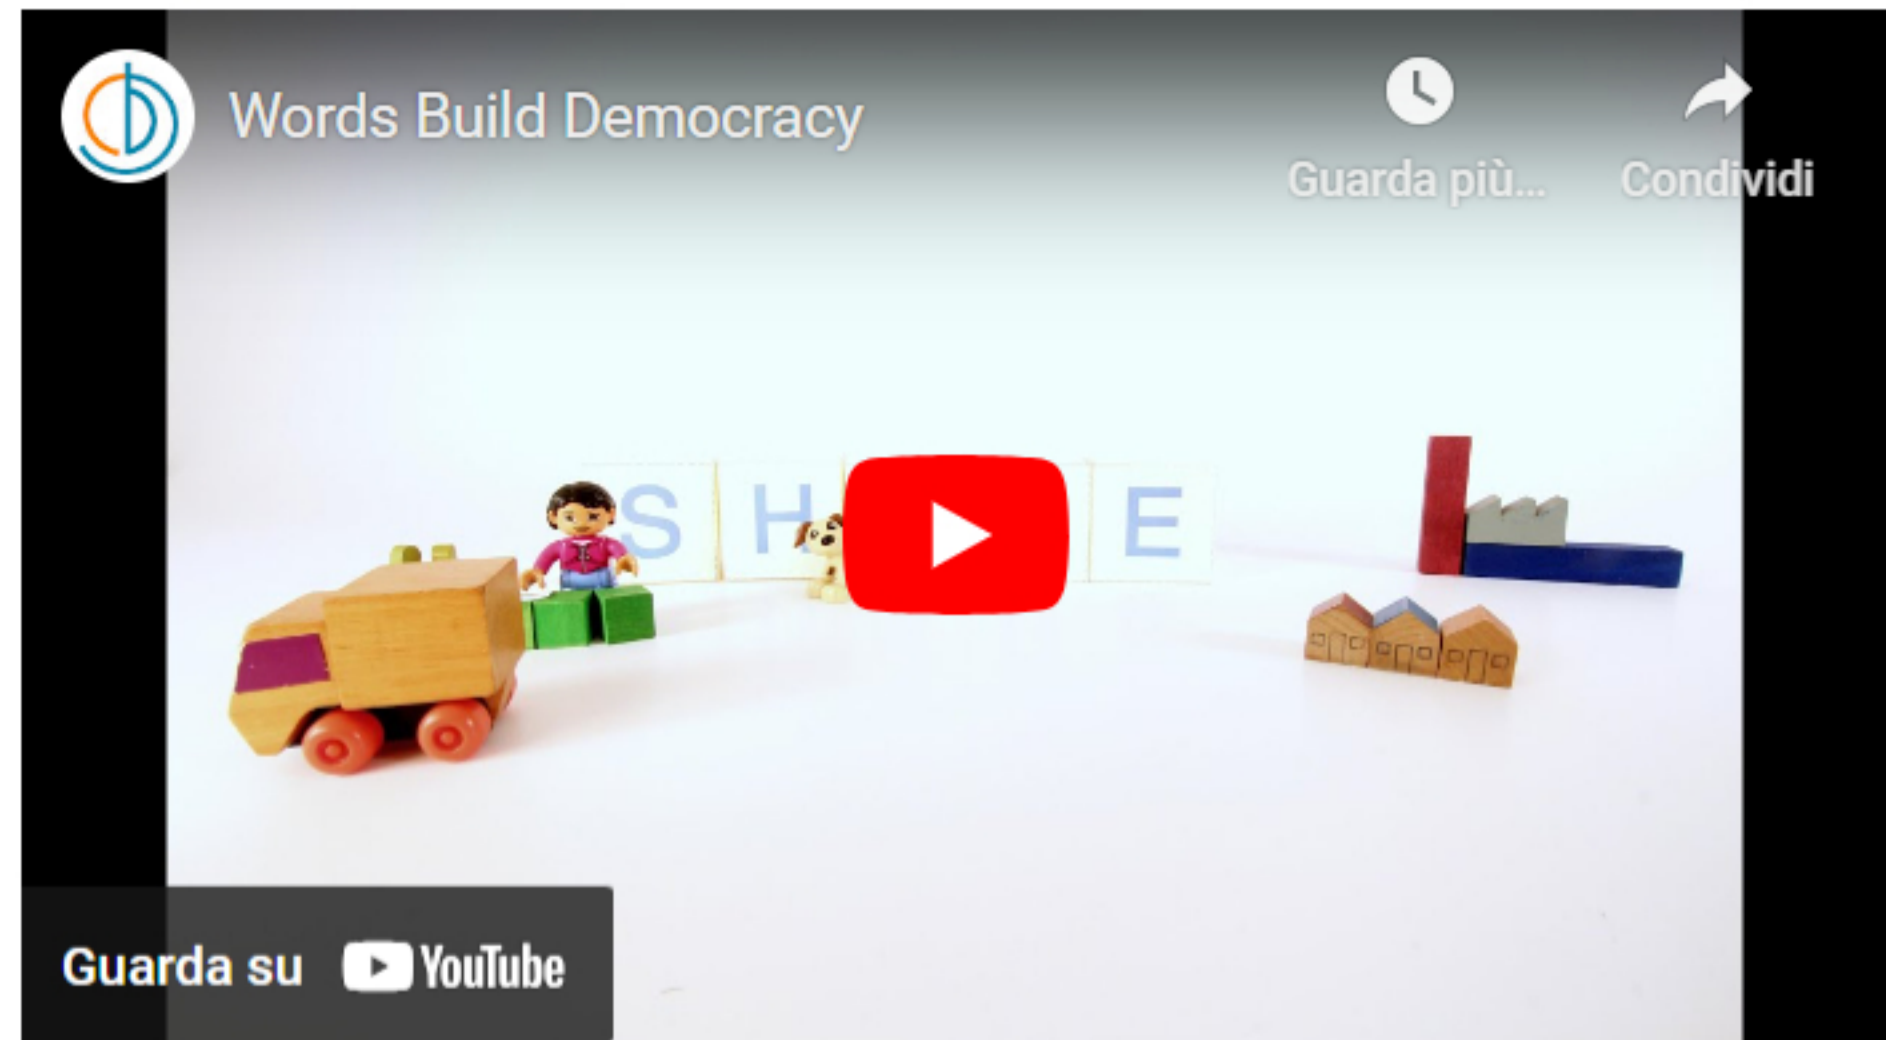 Words Build Democracy
Guarda più...
Condividi
S H E
Guarda su YouTube